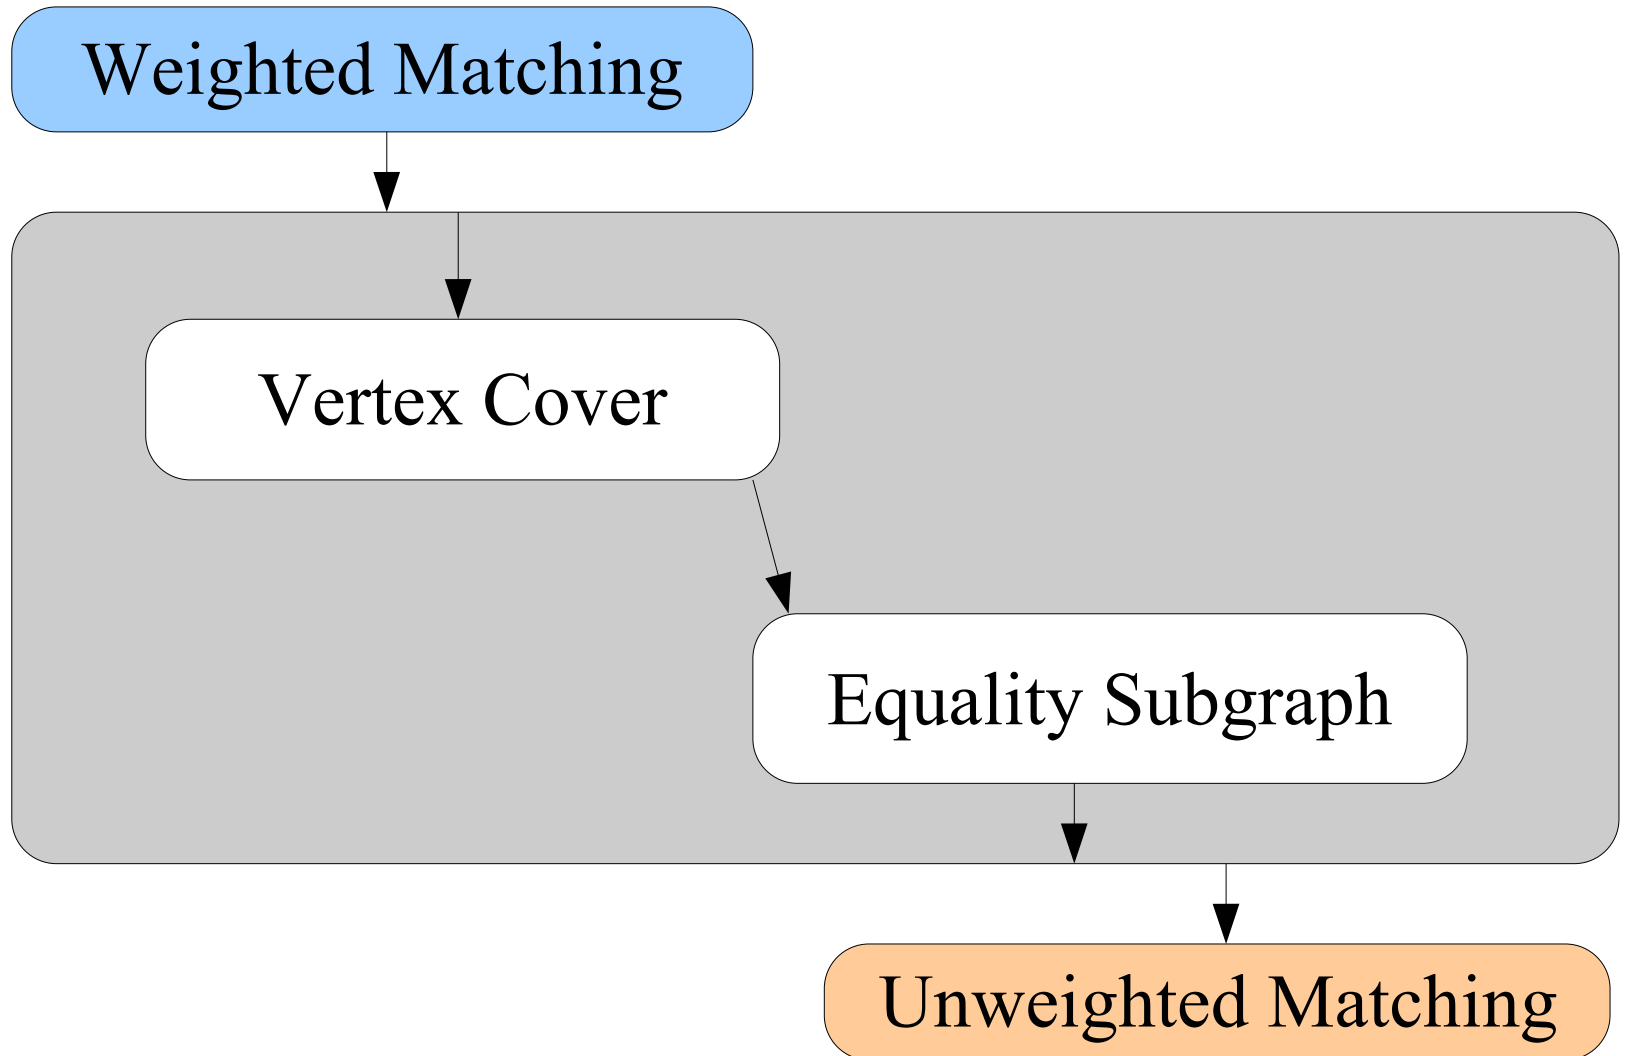 Weighted Matching
Vertex Cover
Equality Subgraph
Unweighted Matching